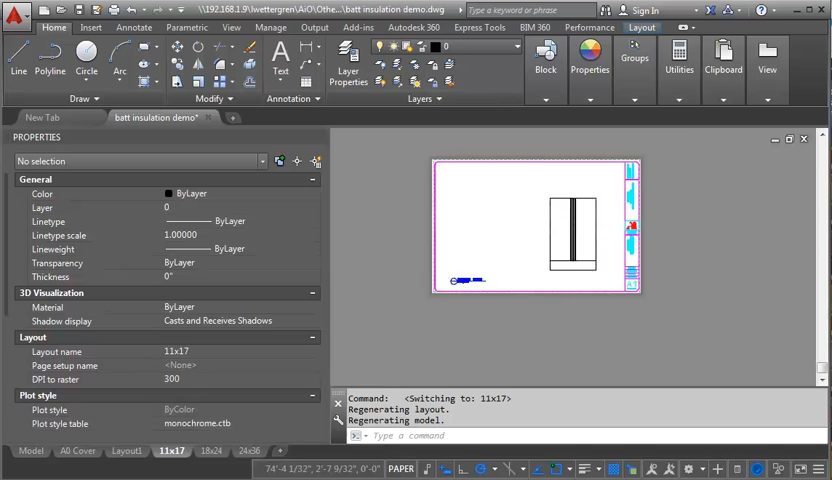 \\192.168.1.9\lwettergren\AiO\Othe...\batt insulation demo.dwg
Type a keyword or phrase
Sign In
Home Insert Annotate Parametric View Manage Output Add-ins Autodesk 360 Express Tools BIM 360 Performance Layout
0
Line Polyline Circle Arc Text Layer Properties Block Properties Groups Utilities Clipboard View
Draw Modify Annotation Layers
New Tab batt insulation demo*
PROPERTIES
No selection
General
Color ByLayer
Layer 0
Linetype ByLayer
Linetype scale 1.00000
Lineweight ByLayer
Transparency ByLayer
Thickness 0"
3D Visualization
Material ByLayer
Shadow display Casts and Receives Shadows
Layout
Layout name 11x17
Page setup name <None>
DPI to raster 300
Plot style
Plot style ByColor
Plot style table monochrome.ctb
A1
Command: <Switching to: 11x17>
Regenerating layout.
Regenerating model.
Type a command
Model A0 Cover Layout1 11x17 18x24 24x36
74'-4 1/32", 2'-7 9/32", 0'-0" PAPER